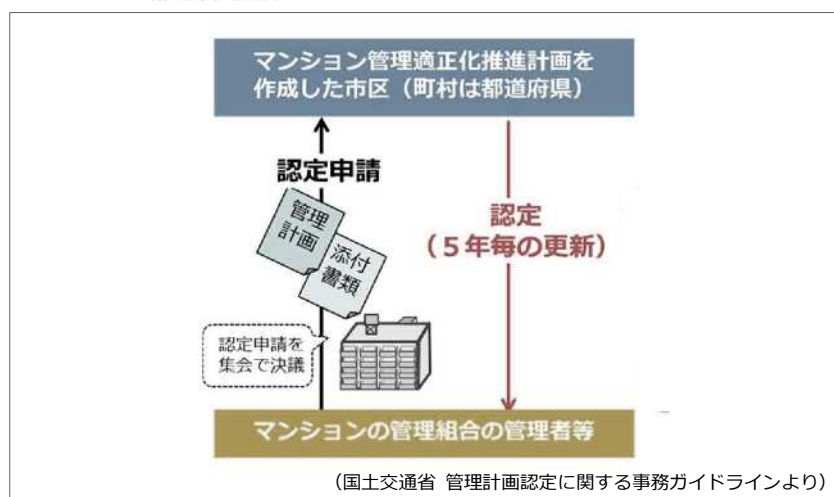 マンション管理適正化推進計画を
作成した市区（町村は都道府県）
認定申請
管理
計画
添付
書類
認定
（５年毎の更新）
認定申請を
集会で決議
マンションの管理組合の管理者等
（国土交通省 管理計画認定に関する事務ガイドラインより）